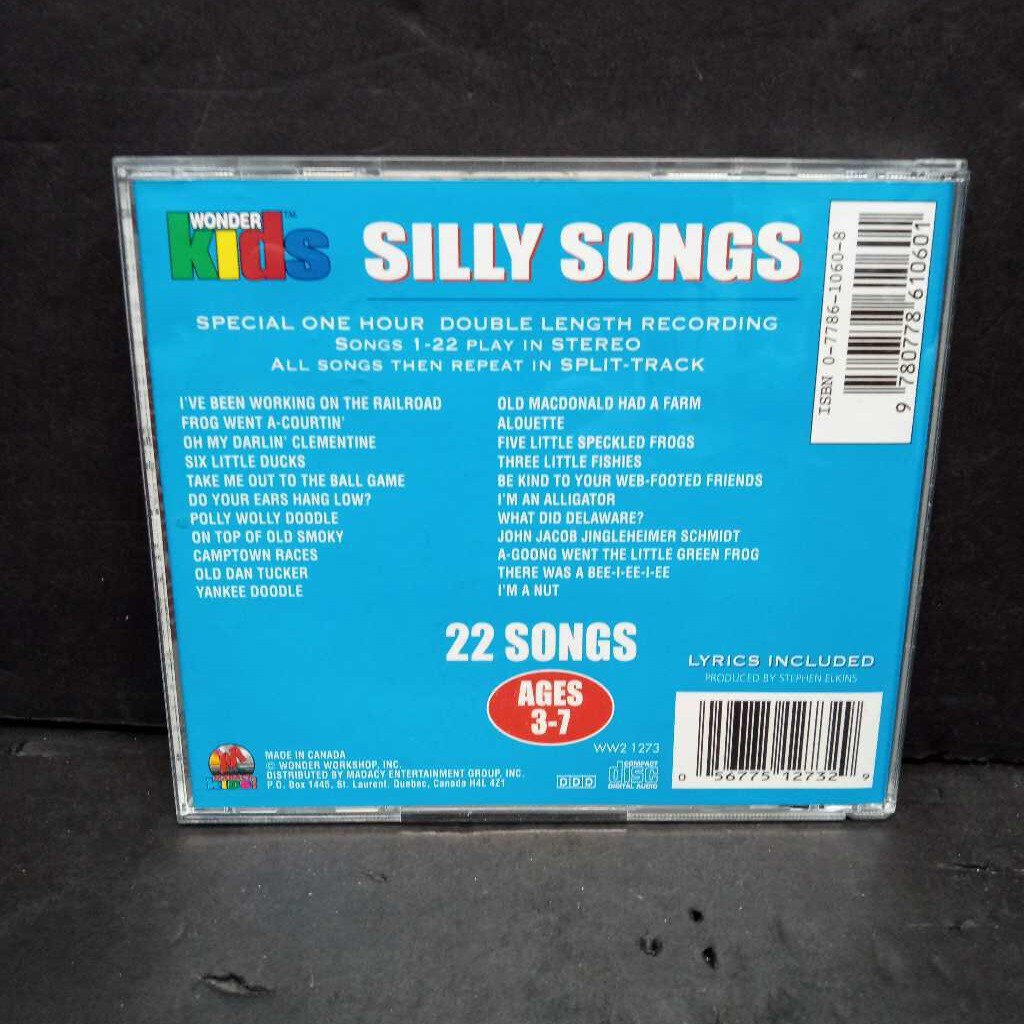 WONDER™
kids
SILLY SONGS
SPECIAL ONE HOUR DOUBLE LENGTH RECORDING
SONGS 1-22 PLAY IN STEREO
ALL SONGS THEN REPEAT IN SPLIT-TRACK
I'VE BEEN WORKING ON THE RAILROAD
FROG WENT A-COURTIN'
OH MY DARLIN' CLEMENTINE
SIX LITTLE DUCKS
TAKE ME OUT TO THE BALL GAME
DO YOUR EARS HANG LOW?
POLLY WOLLY DOODLE
ON TOP OF OLD SMOKY
CAMPTOWN RACES
OLD DAN TUCKER
YANKEE DOODLE
OLD MACDONALD HAD A FARM
ALOUETTE
FIVE LITTLE SPECKLED FROGS
THREE LITTLE FISHIES
BE KIND TO YOUR WEB-FOOTED FRIENDS
I'M AN ALLIGATOR
WHAT DID DELAWARE?
JOHN JACOB JINGLEHEIMER SCHMIDT
A-GOONG WENT THE LITTLE GREEN FROG
THERE WAS A BEE-I-EE-I-EE
I'M A NUT
ISBN 0-7786-1060-8
9 780778 610601
22 SONGS
AGES
3-7
LYRICS INCLUDED
PRODUCED BY STEPHEN ELKINS
WW2 1273
0 56775 12732 9
KIDS!
MADE IN CANADA
© WONDER WORKSHOP, INC.
DISTRIBUTED BY MADACY ENTERTAINMENT GROUP, INC.
P.O. Box 1445, St. Laurent, Quebec, Canada H4L 4Z1
DDD
COMPACT
disc
DIGITAL AUDIO